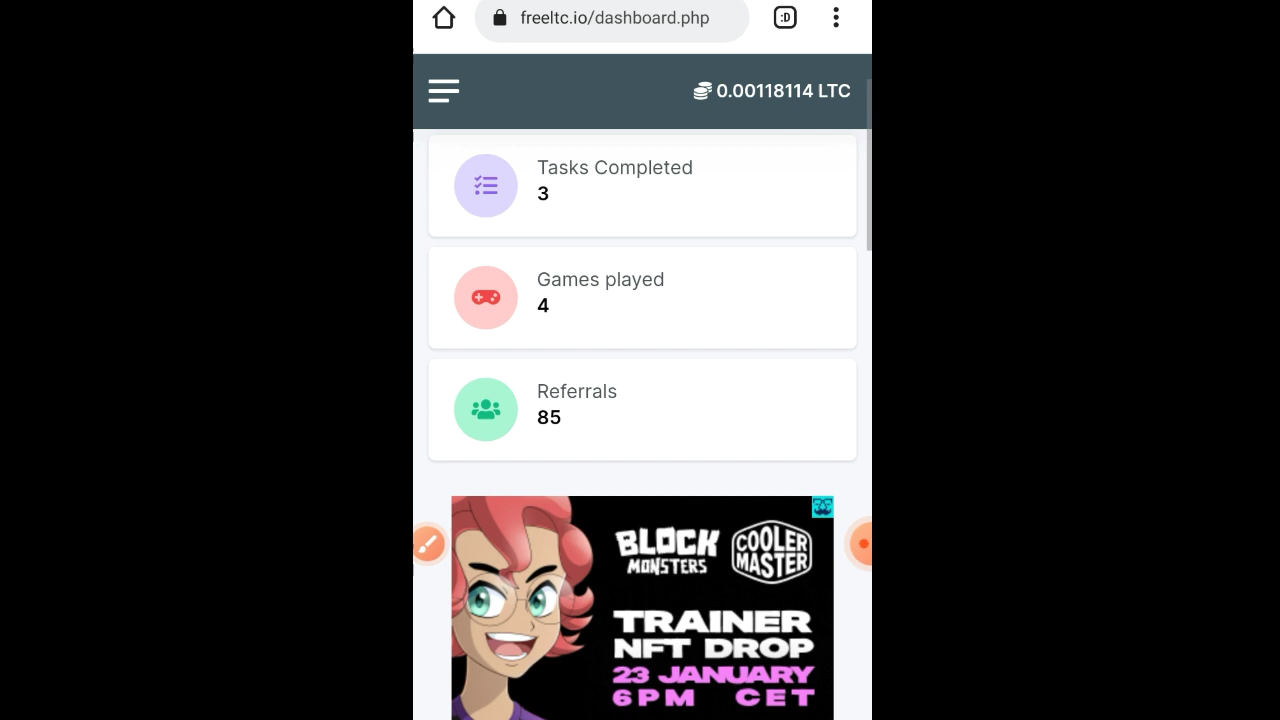 freeltc.io/dashboard.php
:D
0.00118114 LTC
Tasks Completed
3
Games played
4
Referrals
85
BLOCK
MONSTERS
COOLER
MASTER
TRAINER
NFT DROP
23 JANUARY
6PM CET